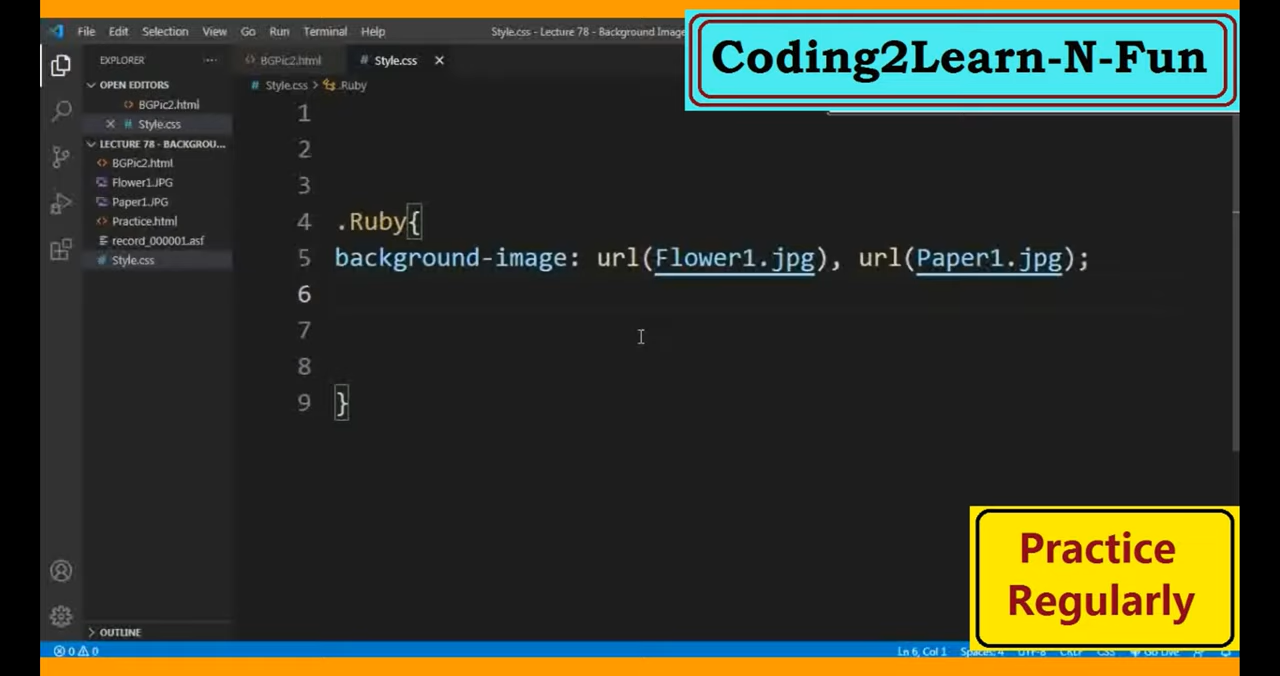 File Edit Selection View Go Run Terminal Help
Style.css - Lecture 78 - Background Image
Coding2Learn-N-Fun
EXPLORER
BGPic2.html
Style.css
OPEN EDITORS
Style.css > .Ruby
BGPic2.html
Style.css
LECTURE 78 - BACKGROU...
BGPic2.html
Flower1.JPG
Paper1.JPG
Practice.html
record_000001.asf
Style.css
1
2
3
4 .Ruby{
5 background-image: url(Flower1.jpg), url(Paper1.jpg);
6
7
8
9 }
Practice
Regularly
OUTLINE
0 0
Ln 6, Col 1